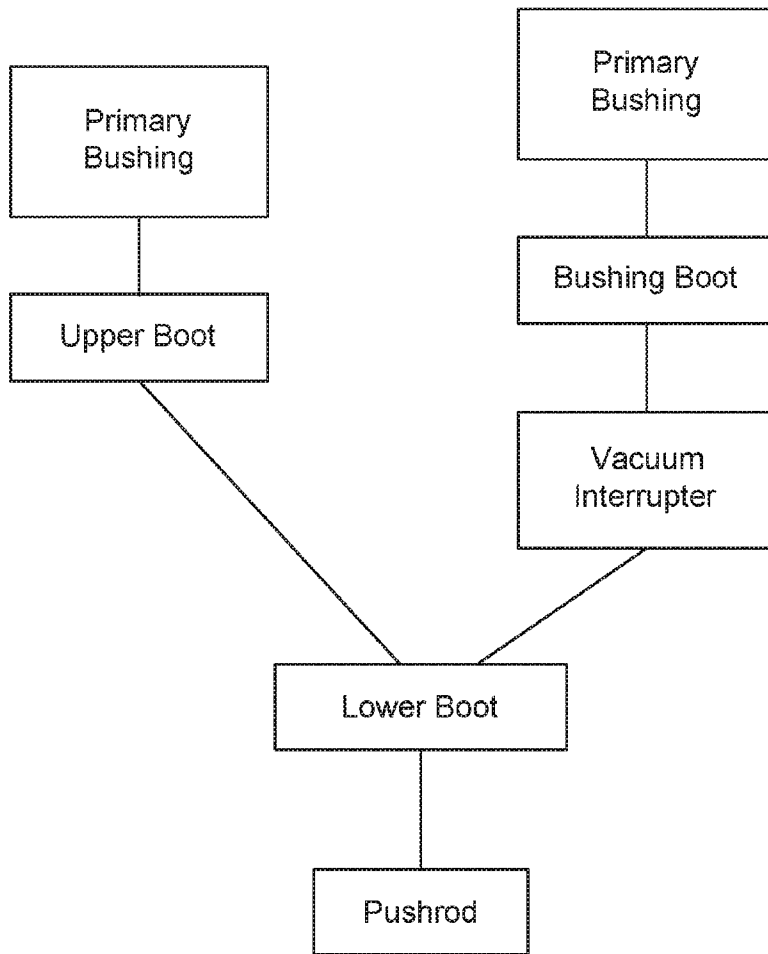 Primary
Bushing
Primary
Bushing
Upper Boot
Bushing Boot
Vacuum
Interrupter
Lower Boot
Pushrod